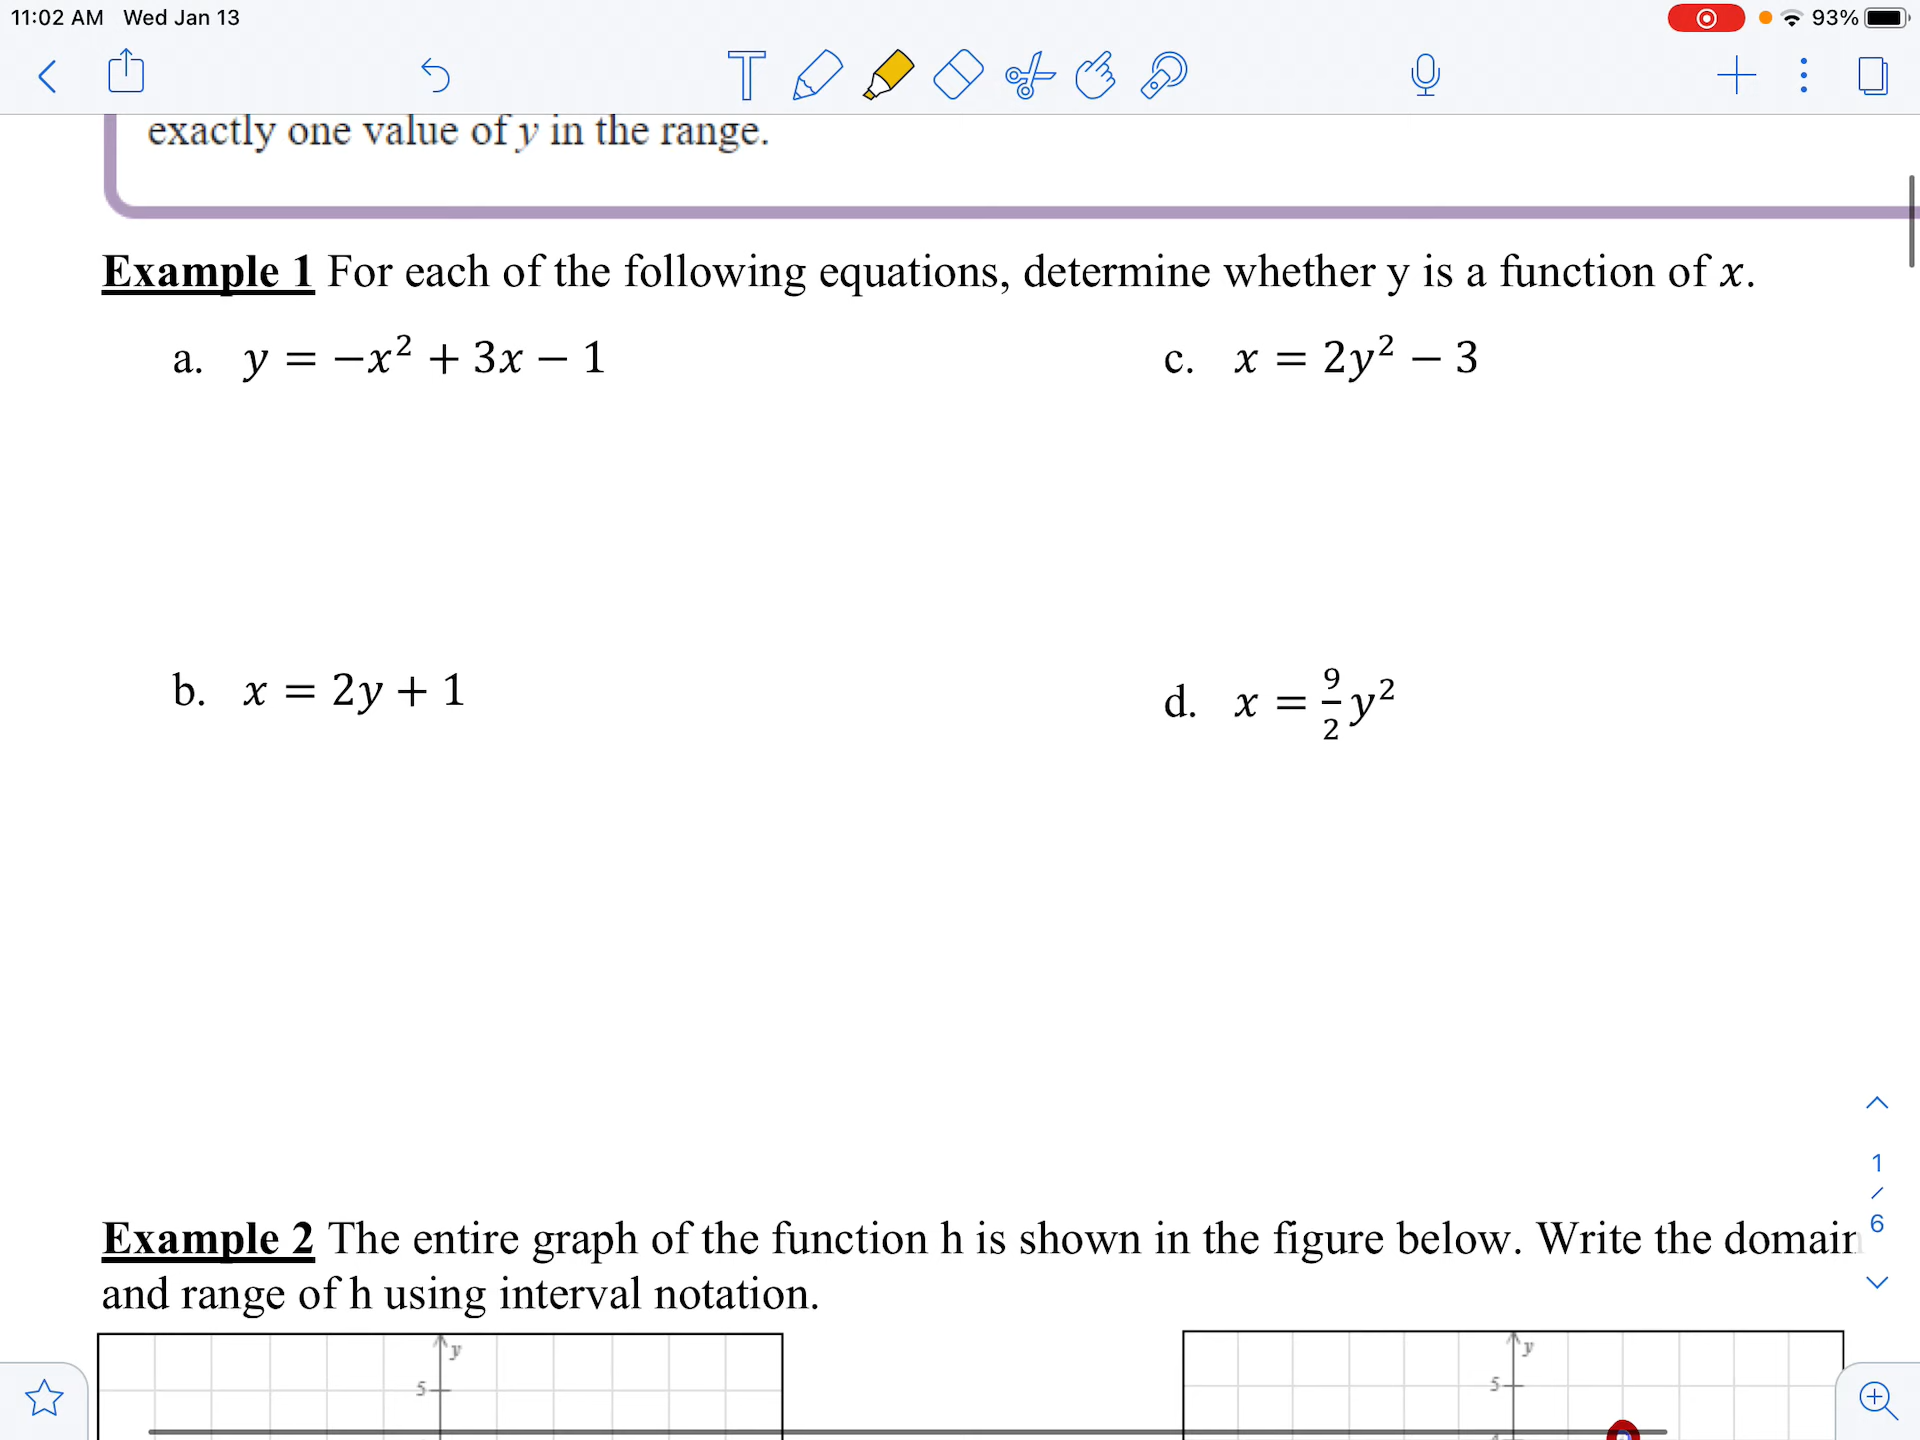 11:02 AM Wed Jan 13
93%
T
exactly one value of y in the range.
Example 1 For each of the following equations, determine whether y is a function of x.
a. y = −x² + 3x − 1
c. x = 2y² − 3
b. x = 2y + 1
d. x = 9/2 y²
1
/
6
Example 2 The entire graph of the function h is shown in the figure below. Write the domain
and range of h using interval notation.
y
5
y
5